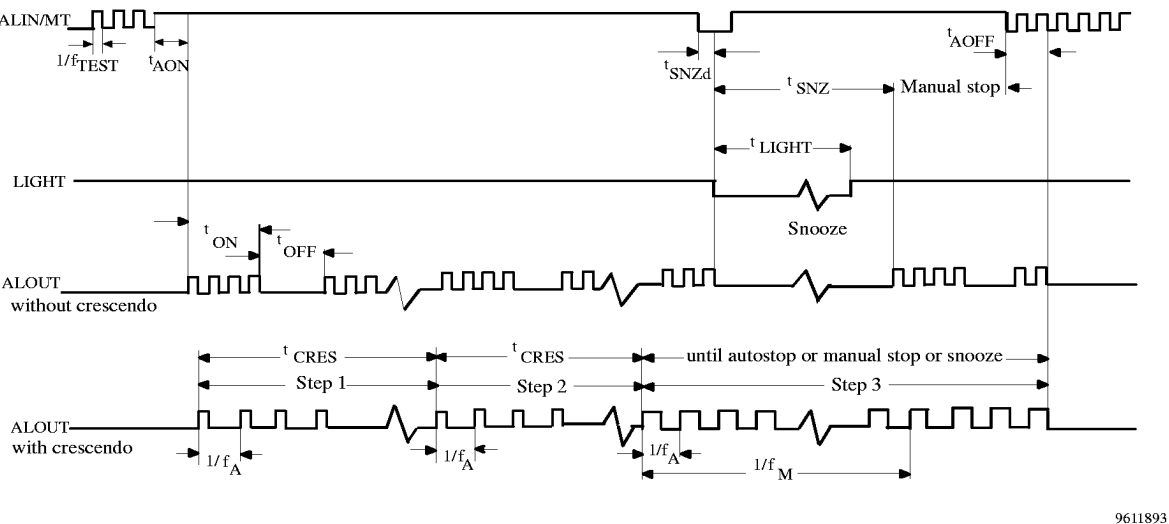 ALIN/MT
1/fTEST
tAON
tSNZd
tAOFF
tSNZ
Manual stop
tLIGHT
LIGHT
Snooze
tON
tOFF
ALOUT
without crescendo
tCRES
tCRES
until autostop or manual stop or snooze
Step 1
Step 2
Step 3
ALOUT
with crescendo
1/fA
1/fA
1/fA
1/fM
9611893